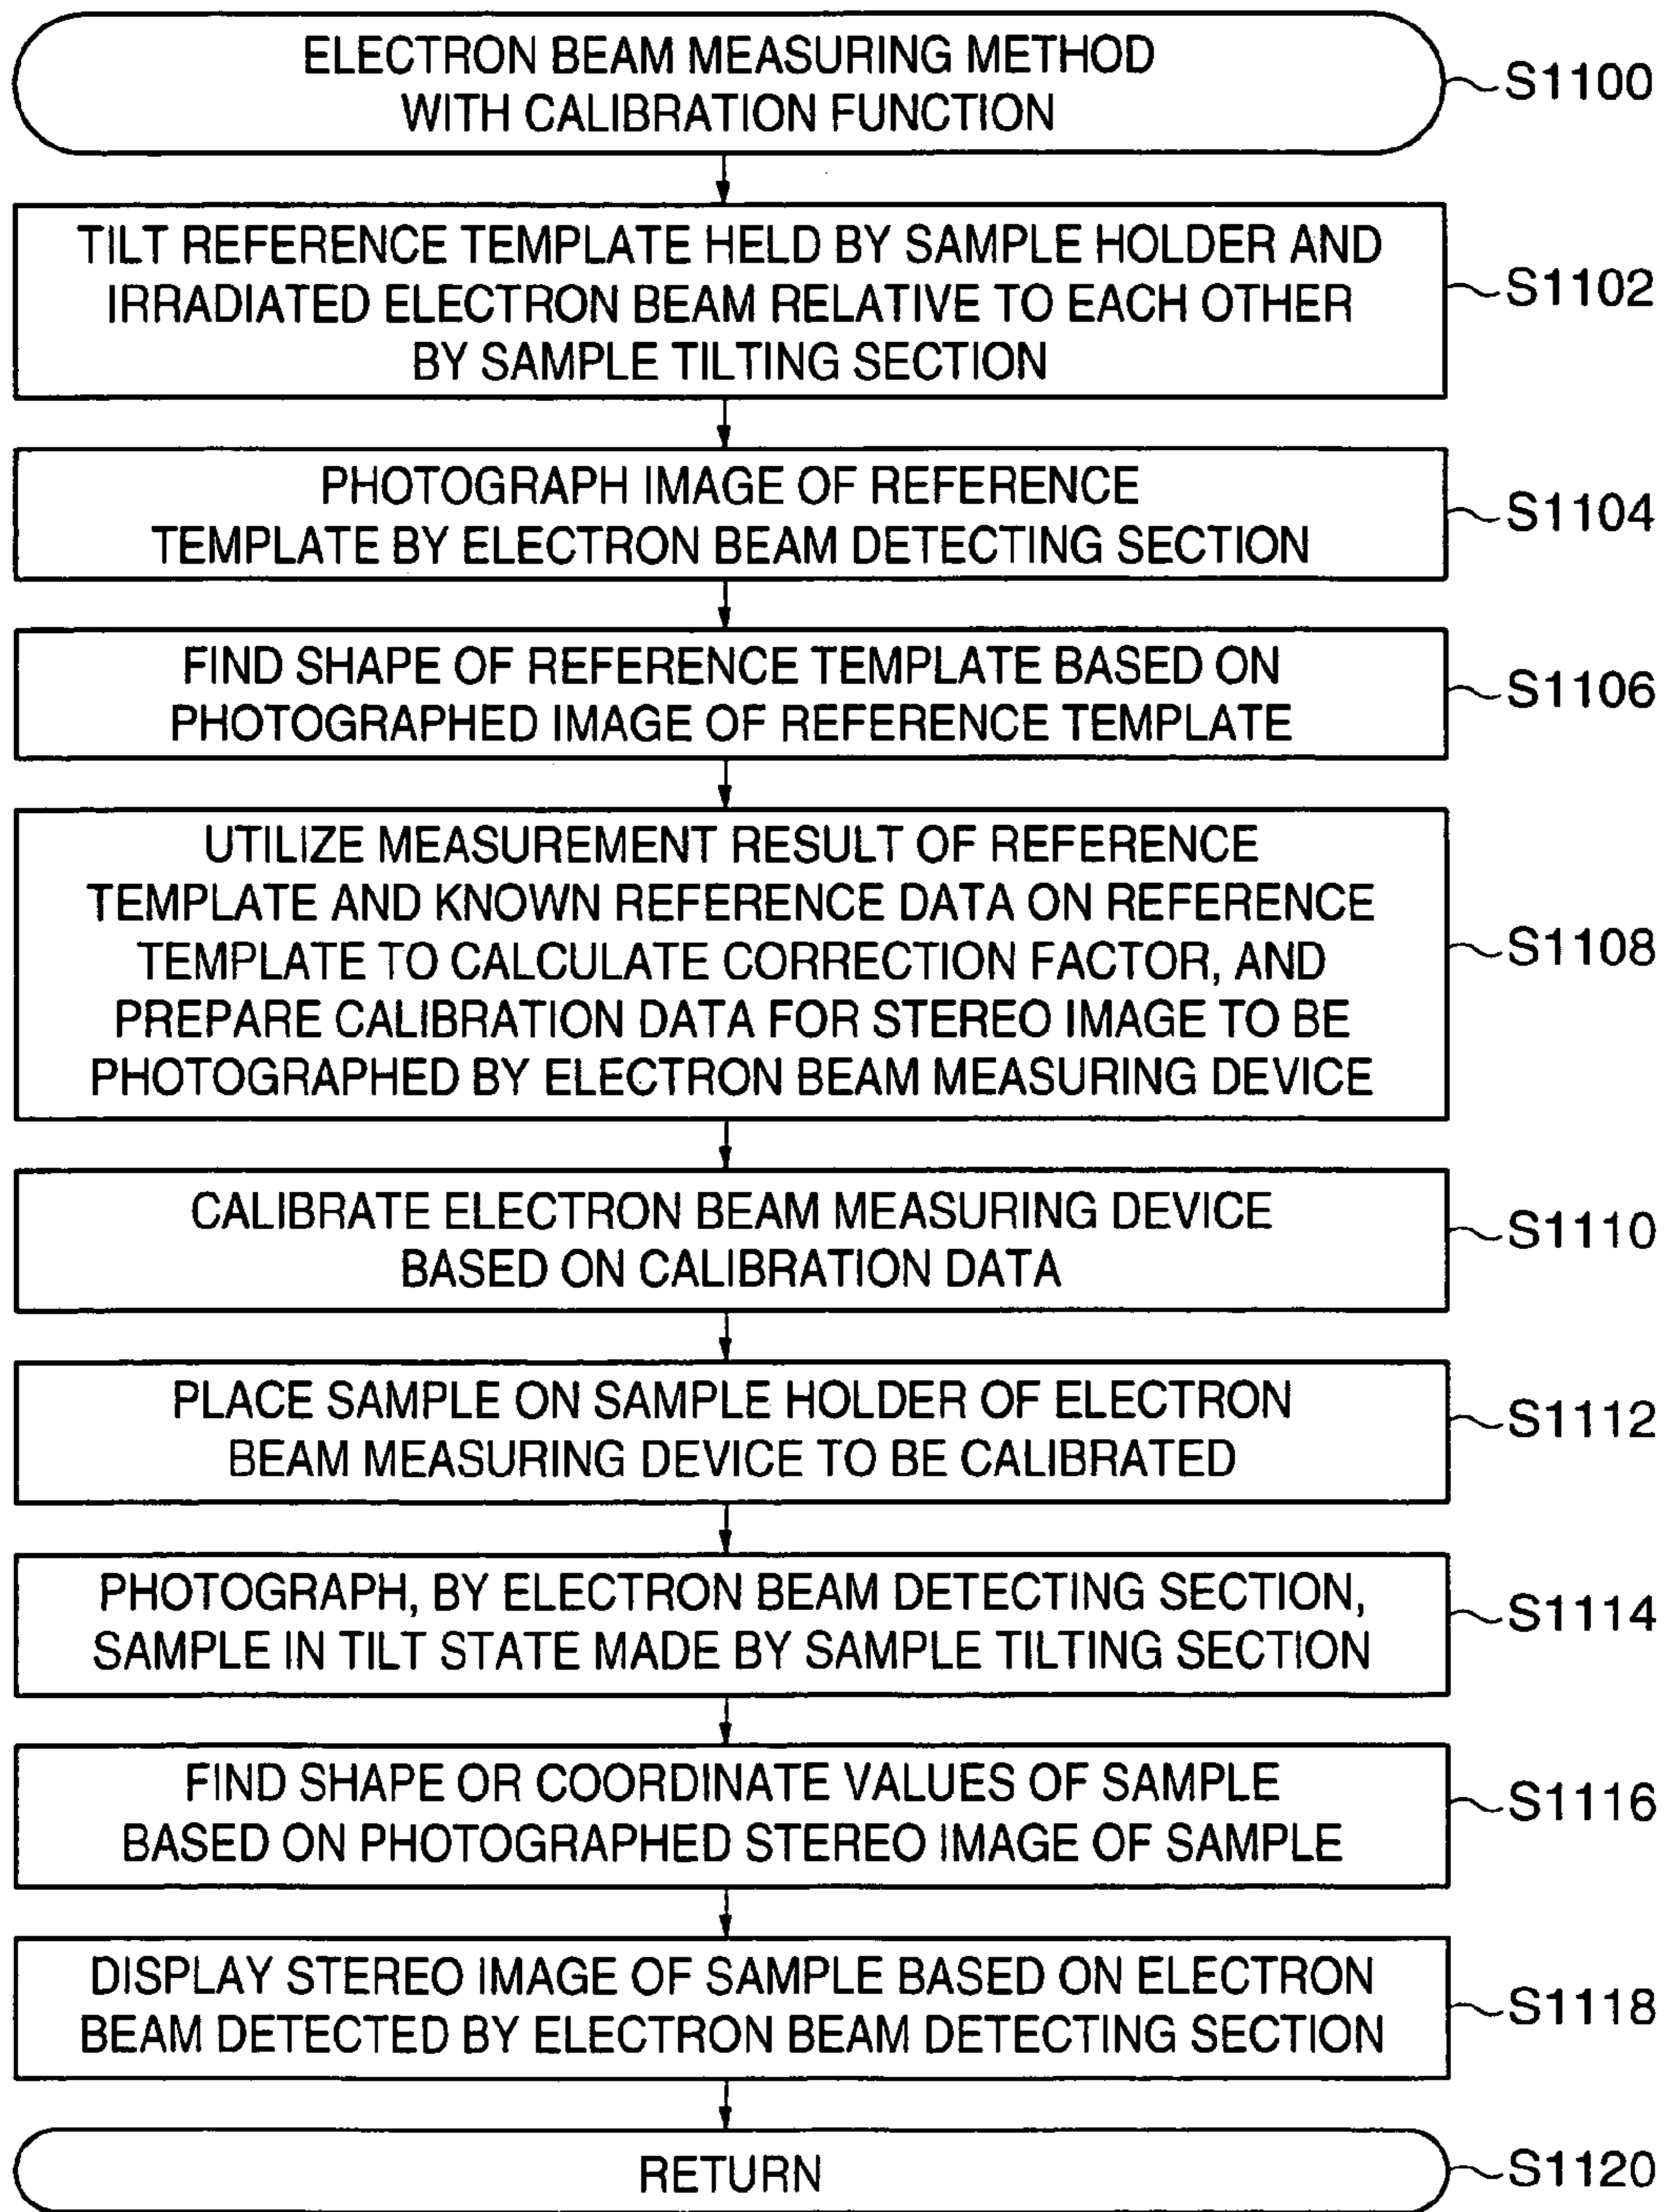 ELECTRON BEAM MEASURING METHOD
WITH CALIBRATION FUNCTION
S1100
TILT REFERENCE TEMPLATE HELD BY SAMPLE HOLDER AND
IRRADIATED ELECTRON BEAM RELATIVE TO EACH OTHER
BY SAMPLE TILTING SECTION
S1102
PHOTOGRAPH IMAGE OF REFERENCE
TEMPLATE BY ELECTRON BEAM DETECTING SECTION
S1104
FIND SHAPE OF REFERENCE TEMPLATE BASED ON
PHOTOGRAPHED IMAGE OF REFERENCE TEMPLATE
S1106
UTILIZE MEASUREMENT RESULT OF REFERENCE
TEMPLATE AND KNOWN REFERENCE DATA ON REFERENCE
TEMPLATE TO CALCULATE CORRECTION FACTOR, AND
PREPARE CALIBRATION DATA FOR STEREO IMAGE TO BE
PHOTOGRAPHED BY ELECTRON BEAM MEASURING DEVICE
S1108
CALIBRATE ELECTRON BEAM MEASURING DEVICE
BASED ON CALIBRATION DATA
S1110
PLACE SAMPLE ON SAMPLE HOLDER OF ELECTRON
BEAM MEASURING DEVICE TO BE CALIBRATED
S1112
PHOTOGRAPH, BY ELECTRON BEAM DETECTING SECTION,
SAMPLE IN TILT STATE MADE BY SAMPLE TILTING SECTION
S1114
FIND SHAPE OR COORDINATE VALUES OF SAMPLE
BASED ON PHOTOGRAPHED STEREO IMAGE OF SAMPLE
S1116
DISPLAY STEREO IMAGE OF SAMPLE BASED ON ELECTRON
BEAM DETECTED BY ELECTRON BEAM DETECTING SECTION
S1118
RETURN
S1120